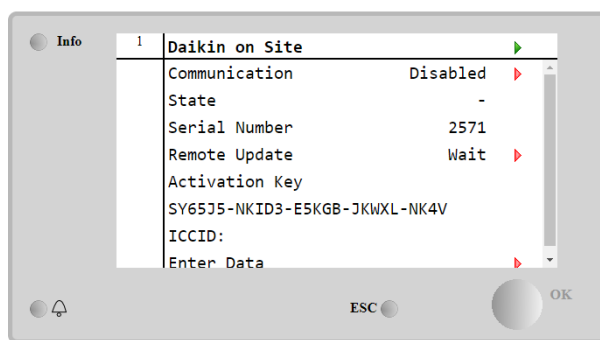 Info
1 Daikin on Site
Communication Disabled
State -
Serial Number 2571
Remote Update Wait
Activation Key
SY65J5-NKID3-E5KGB-JKWXL-NK4V
ICCID:
Enter Data
ESC
OK